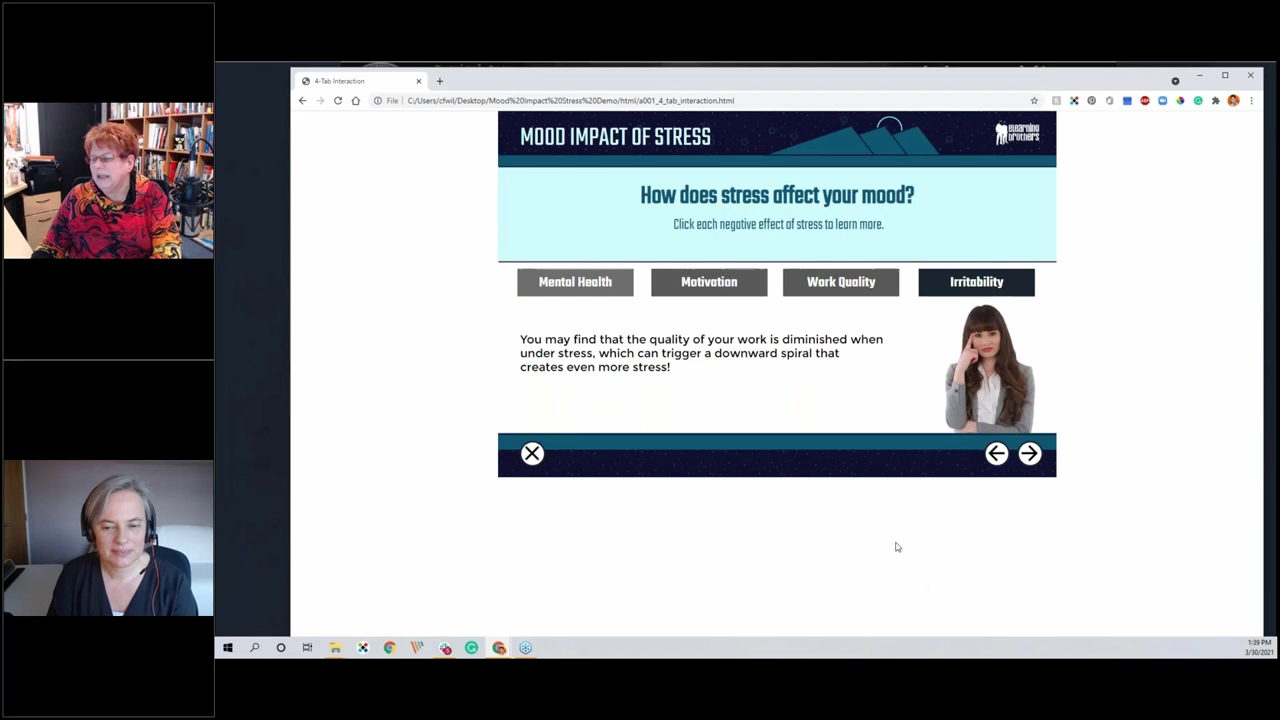 4-Tab Interaction
File
C:/Users/cfwil/Desktop/Mood%20Impact%20Stress%20Demo/html/a001_4_tab_interaction.html
MOOD IMPACT OF STRESS
eLearning
brothers
How does stress affect your mood?
Click each negative effect of stress to learn more.
Mental Health
Motivation
Work Quality
Irritability
You may find that the quality of your work is diminished when
under stress, which can trigger a downward spiral that
creates even more stress!
1:39 PM
3/30/2021